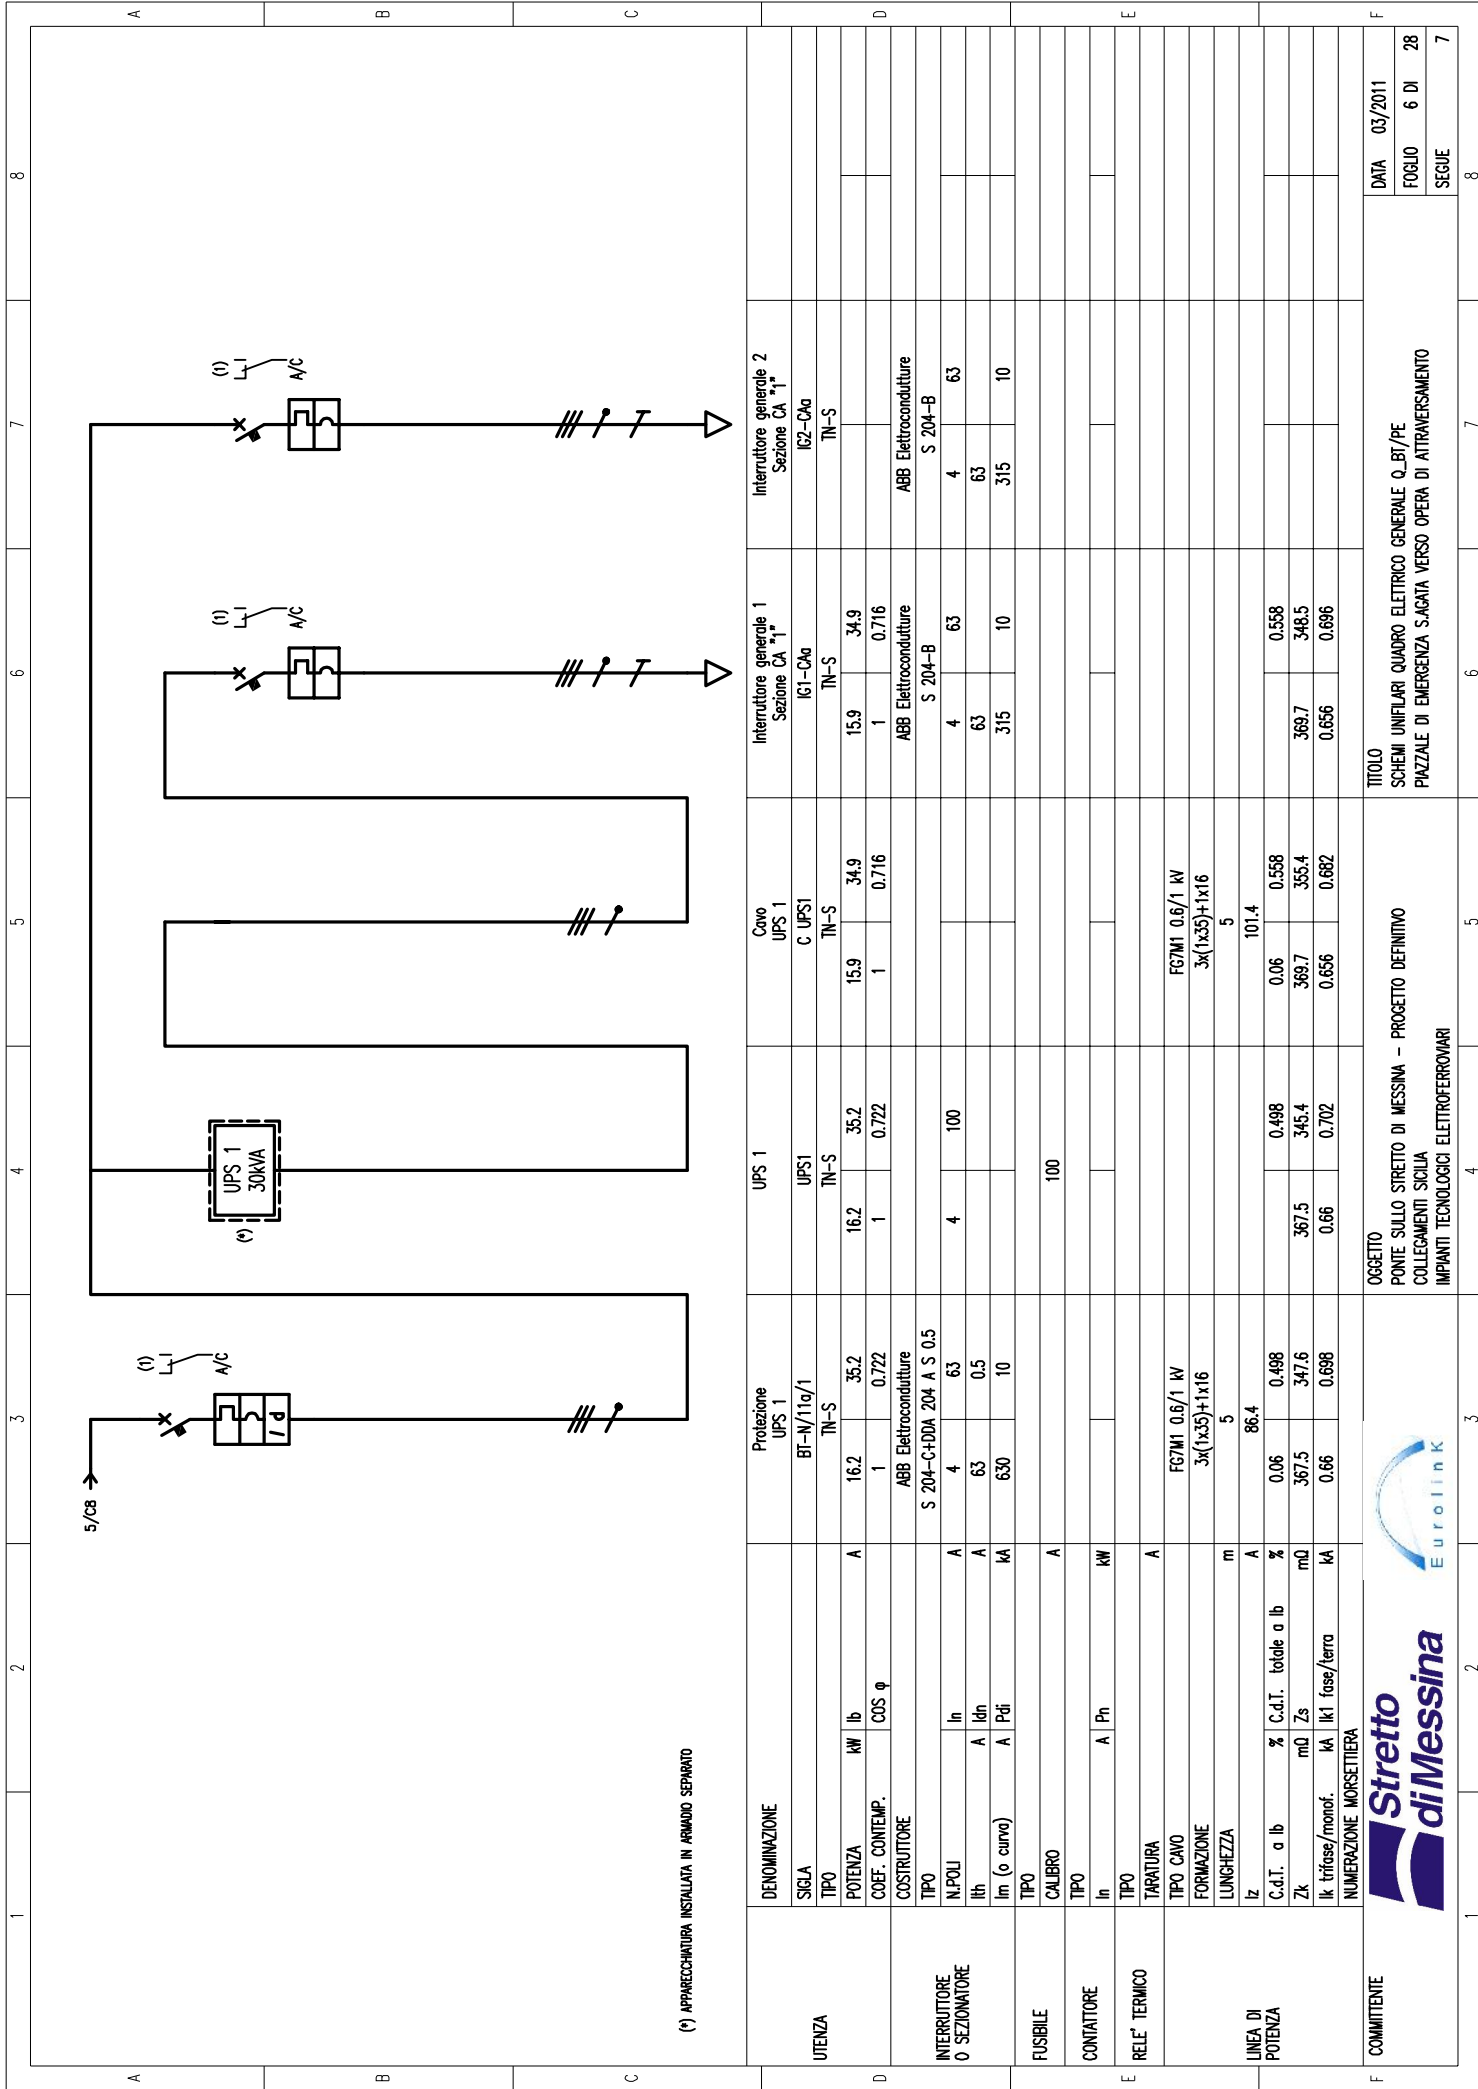 1 2 3 4 5 6 7 8
A
B
C
D
E
F
5/C8
(1)
A/C
I d
(*)
UPS 1
30kVA
(1)
A/C
(1)
A/C
(*) APPARECCHIATURA INSTALLATA IN ARMADIO SEPARATO
UTENZA
DENOMINAZIONE Protezione UPS 1 UPS 1 Cavo UPS 1 Interruttore generale 1 Sezione CA "1" Interruttore generale 2 Sezione CA "1"
SIGLA BT-N/11a/1 UPS1 C UPS1 IG1-CAa IG2-CAa
TIPO TN-S TN-S TN-S TN-S TN-S
POTENZA kW Ib A 16.2 35.2 16.2 35.2 15.9 34.9 15.9 34.9
COEF. CONTEMP. COS φ 1 0.722 1 0.722 1 0.716 1 0.716
INTERRUTTORE O SEZIONATORE
COSTRUTTORE ABB Elettrocondutture ABB Elettrocondutture ABB Elettrocondutture
TIPO S 204-C+DDA 204 A S 0.5 S 204-B S 204-B
N.POLI In A 4 63 4 100 4 63 4 63
Ith A Idn A 63 0.5 63 63
Im (o curva) A Pdi kA 630 10 315 10 315 10
FUSIBILE
TIPO
CALIBRO A 100
CONTATTORE
TIPO
In A Pn kW
RELE' TERMICO
TIPO
TARATURA A
LINEA DI POTENZA
TIPO CAVO FG7M1 0.6/1 kV FG7M1 0.6/1 kV
FORMAZIONE 3x(1x35)+1x16 3x(1x35)+1x16
LUNGHEZZA m 5 5
Iz A 86.4 101.4
C.d.T. a Ib % C.d.T. totale a Ib % 0.06 0.498 0.498 0.06 0.558 0.558
Zk mΩ Zs mΩ 367.5 347.6 367.5 345.4 369.7 355.4 369.7 348.5
Ik trifase/monof. kA Ik1 fase/terra kA 0.66 0.698 0.66 0.702 0.656 0.682 0.656 0.696
NUMERAZIONE MORSETTIERA
COMMITTENTE
Stretto
di Messina
Eurolink
OGGETTO
PONTE SULLO STRETTO DI MESSINA - PROGETTO DEFINITIVO
COLLEGAMENTI SICILIA
IMPIANTI TECNOLOGICI ELETTROFERROVIARI
TITOLO
SCHEMI UNIFILARI QUADRO ELETTRICO GENERALE Q_BT/PE
PIAZZALE DI EMERGENZA S.AGATA VERSO OPERA DI ATTRAVERSAMENTO
DATA 03/2011
FOGLIO 6 DI 28
SEGUE 7
A
B
C
D
E
F
1 2 3 4 5 6 7 8